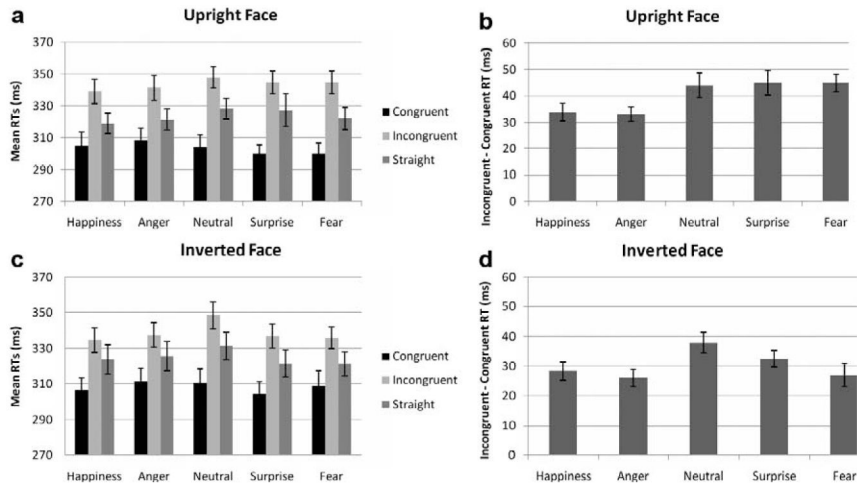 a
Upright Face
Mean RTs (ms)
370
350
330
310
290
270
Happiness Anger Neutral Surprise Fear
Congruent
Incongruent
Straight
b
Upright Face
Incongruent - Congruent RT (ms)
60
50
40
30
20
10
0
Happiness Anger Neutral Surprise Fear
c
Inverted Face
Mean RTs (ms)
370
350
330
310
290
270
Happiness Anger Neutral Surprise Fear
Congruent
Incongruent
Straight
d
Inverted Face
Incongruent - Congruent RT (ms)
60
50
40
30
20
10
0
Happiness Anger Neutral Surprise Fear